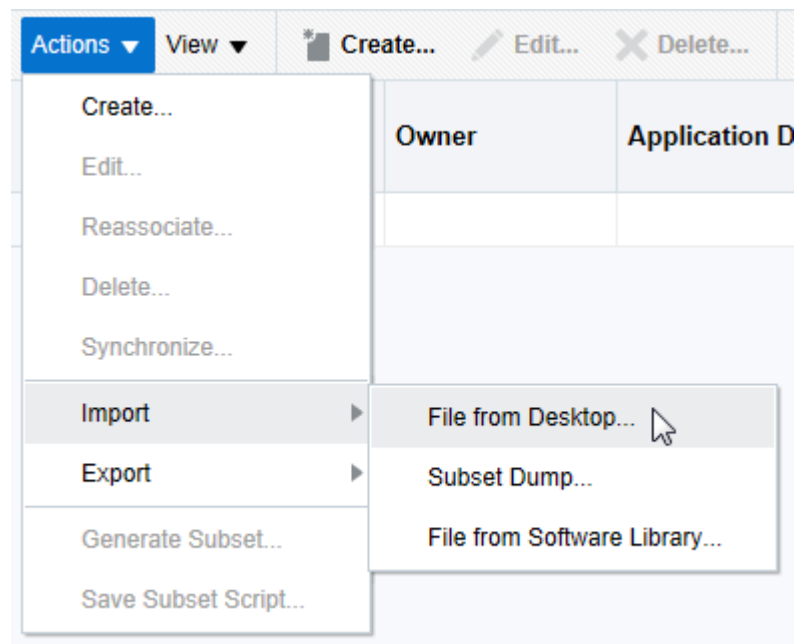 Actions View Create... Edit... Delete...
Create...
Owner Application D
Edit...
Reassociate...
Delete...
Synchronize...
Import File from Desktop...
Export Subset Dump...
Generate Subset... File from Software Library...
Save Subset Script...